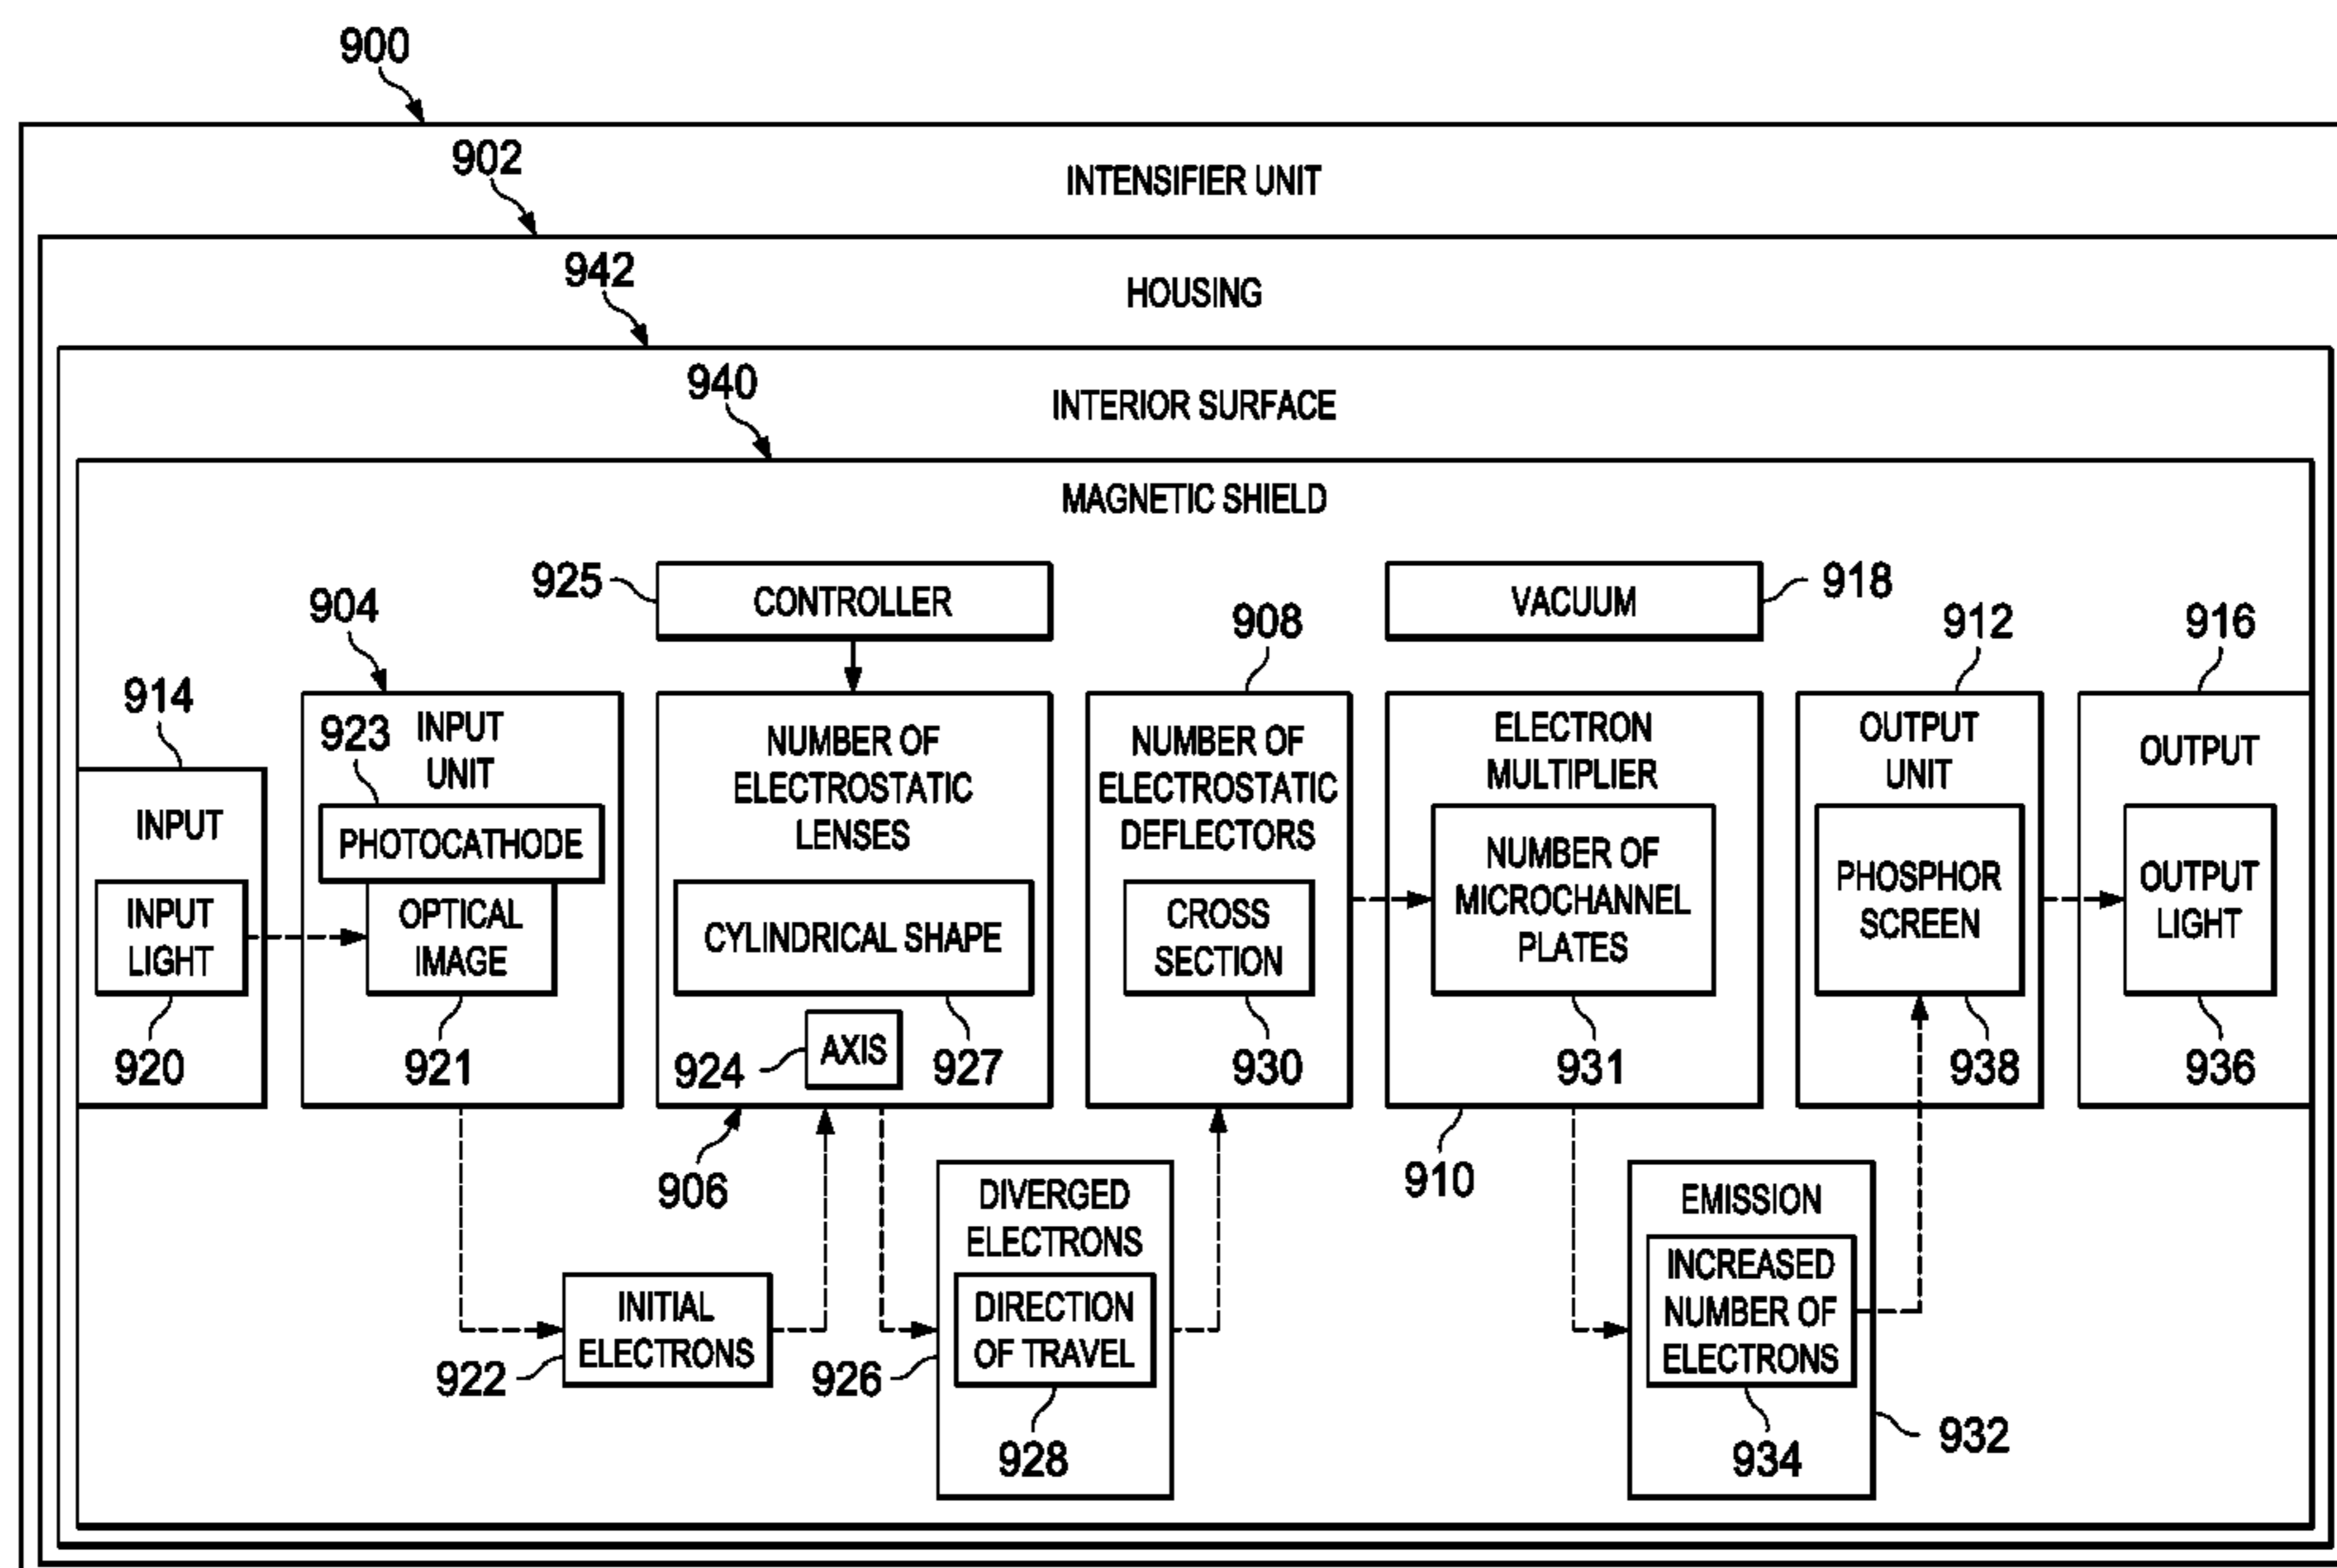 900
INTENSIFIER UNIT
902
HOUSING
942
INTERIOR SURFACE
940
MAGNETIC SHIELD
925
CONTROLLER
VACUUM
918
914
INPUT
INPUT
LIGHT
920
904
INPUT
UNIT
923
PHOTOCATHODE
OPTICAL
IMAGE
921
NUMBER OF
ELECTROSTATIC
LENSES
CYLINDRICAL SHAPE
924
AXIS
927
906
908
NUMBER OF
ELECTROSTATIC
DEFLECTORS
CROSS
SECTION
930
ELECTRON
MULTIPLIER
NUMBER OF
MICROCHANNEL
PLATES
931
910
912
OUTPUT
UNIT
PHOSPHOR
SCREEN
938
916
OUTPUT
OUTPUT
LIGHT
936
INITIAL
ELECTRONS
922
DIVERGED
ELECTRONS
DIRECTION
OF TRAVEL
926
928
EMISSION
INCREASED
NUMBER OF
ELECTRONS
934
932